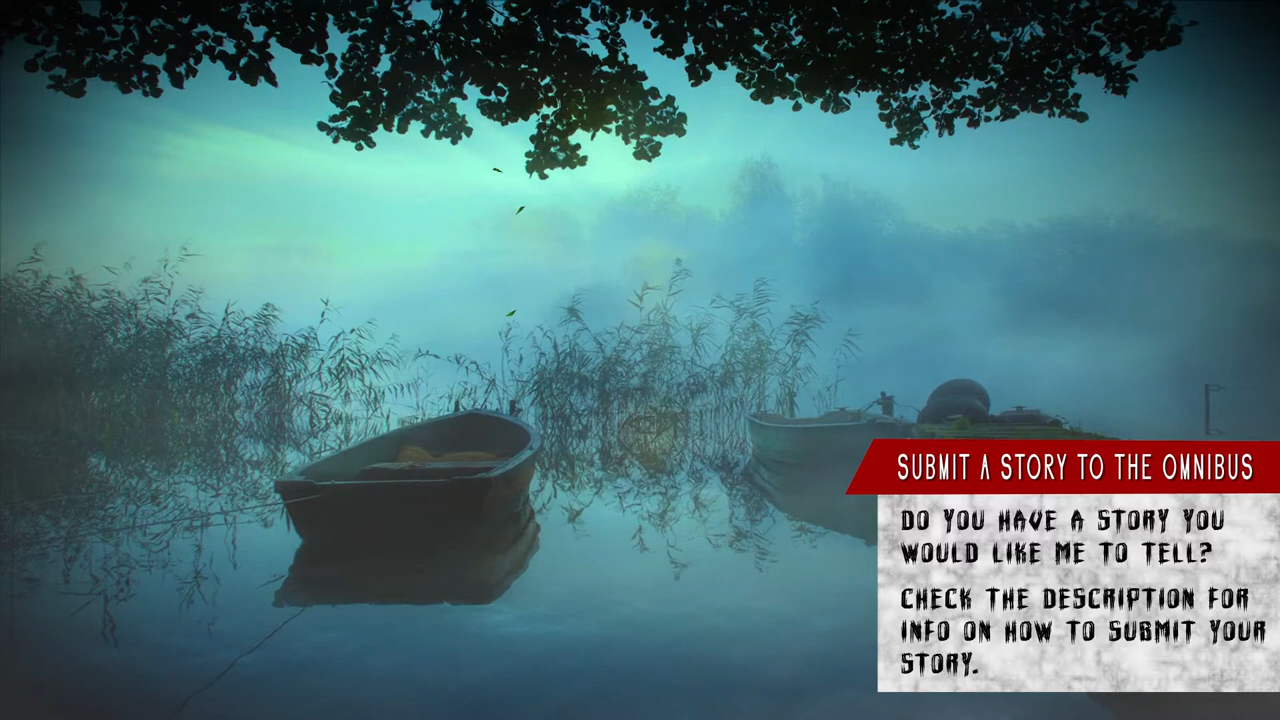 SUBMIT A STORY TO THE OMNIBUS
DO YOU HAVE A STORY YOU
WOULD LIKE ME TO TELL?
CHECK THE DESCRIPTION FOR
INFO ON HOW TO SUBMIT YOUR
STORY.